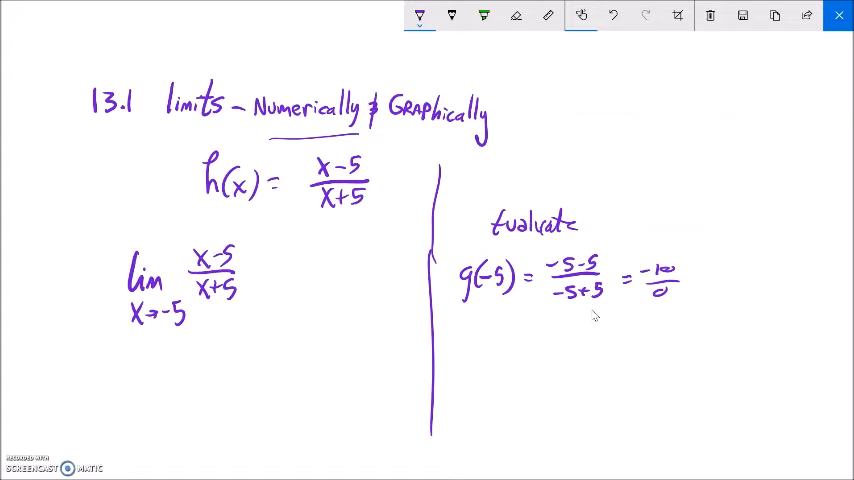 13.1 limits - Numerically & Graphically
h(x) = x-5 / x+5
lim x→-5 x-5 / x+5
Evaluate
g(-5) = -5-5 / -5+5 = -10 / 0
RECORDED WITH
SCREENCAST MATIC